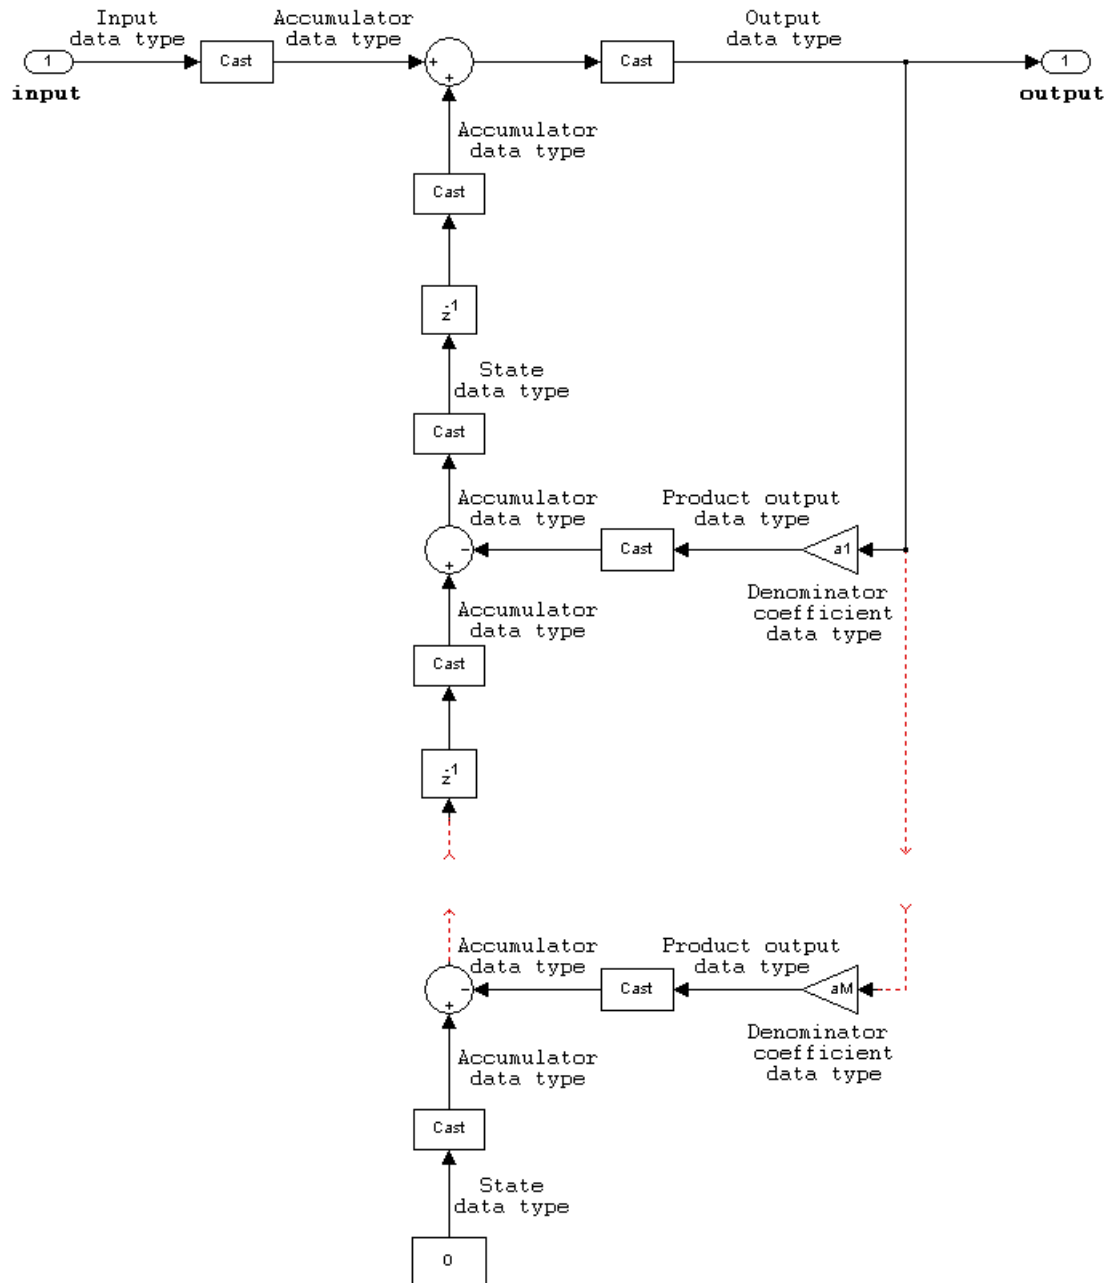 Input
data type
Accumulator
data type
Output
data type
1
Cast
+
+
Cast
1
input
output
Accumulator
data type
Cast
z-1
State
data type
Cast
Accumulator
data type
Product output
data type
-
+
Cast
a1
Accumulator
data type
Denominator
coefficient
data type
Cast
z-1
Accumulator
data type
Product output
data type
-
+
Cast
aM
Accumulator
data type
Denominator
coefficient
data type
Cast
State
data type
0